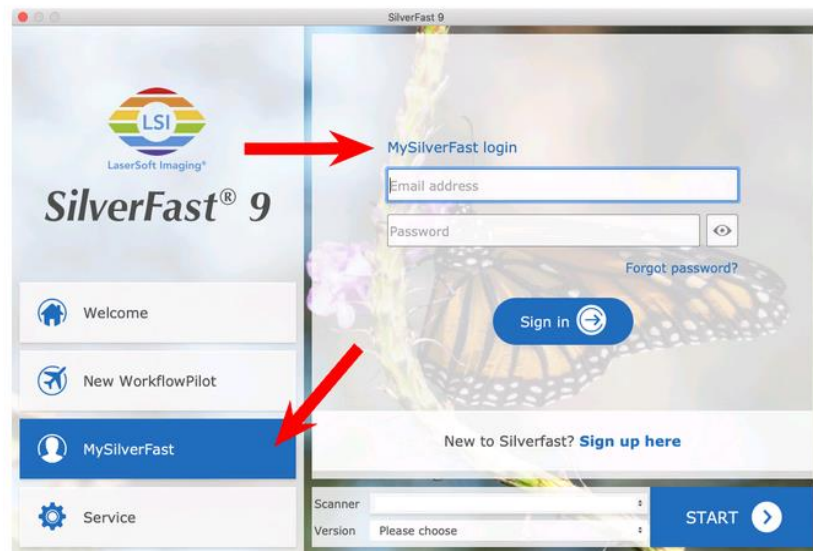 SilverFast 9
LSI
LaserSoft Imaging®
SilverFast® 9
Welcome
New WorkflowPilot
MySilverFast
Service
MySilverFast login
Email address
Password
Forgot password?
Sign in
New to Silverfast? Sign up here
Scanner
Version Please choose
START